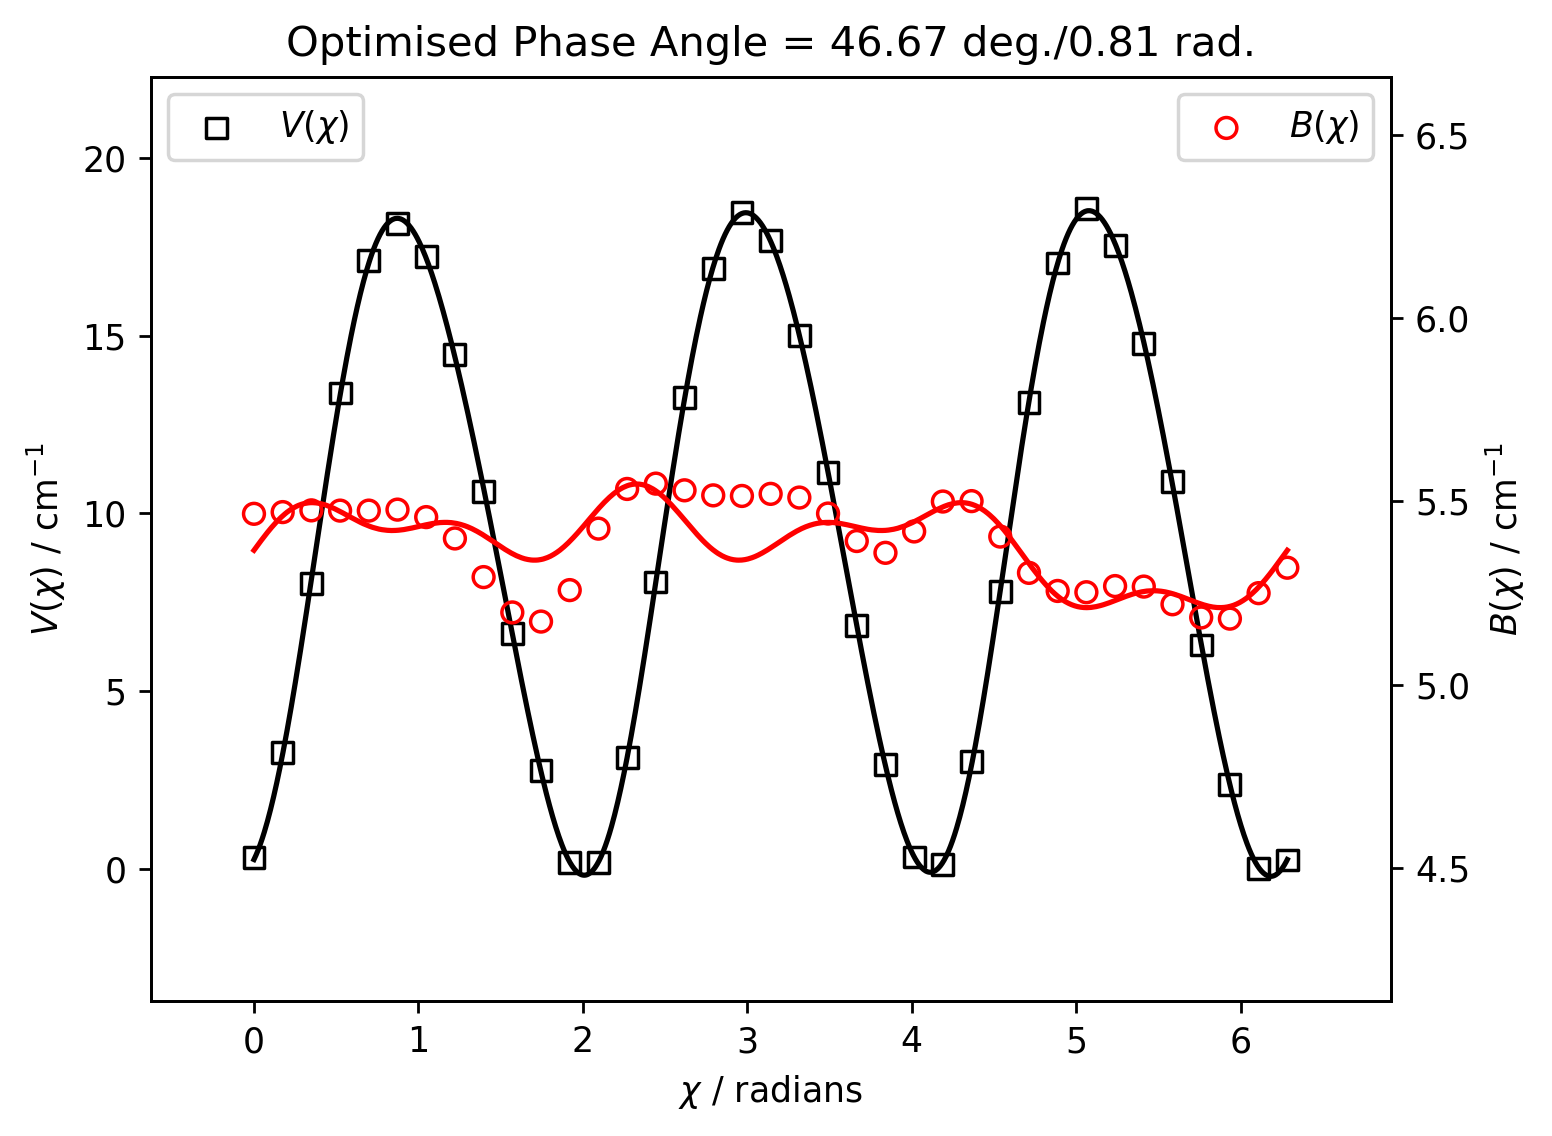 Optimised Phase Angle = 46.67 deg./0.81 rad.
V(χ)
B(χ)
20
15
10
5
0
V(χ) / cm⁻¹
6.5
6.0
5.5
5.0
4.5
B(χ) / cm⁻¹
0 1 2 3 4 5 6
χ / radians